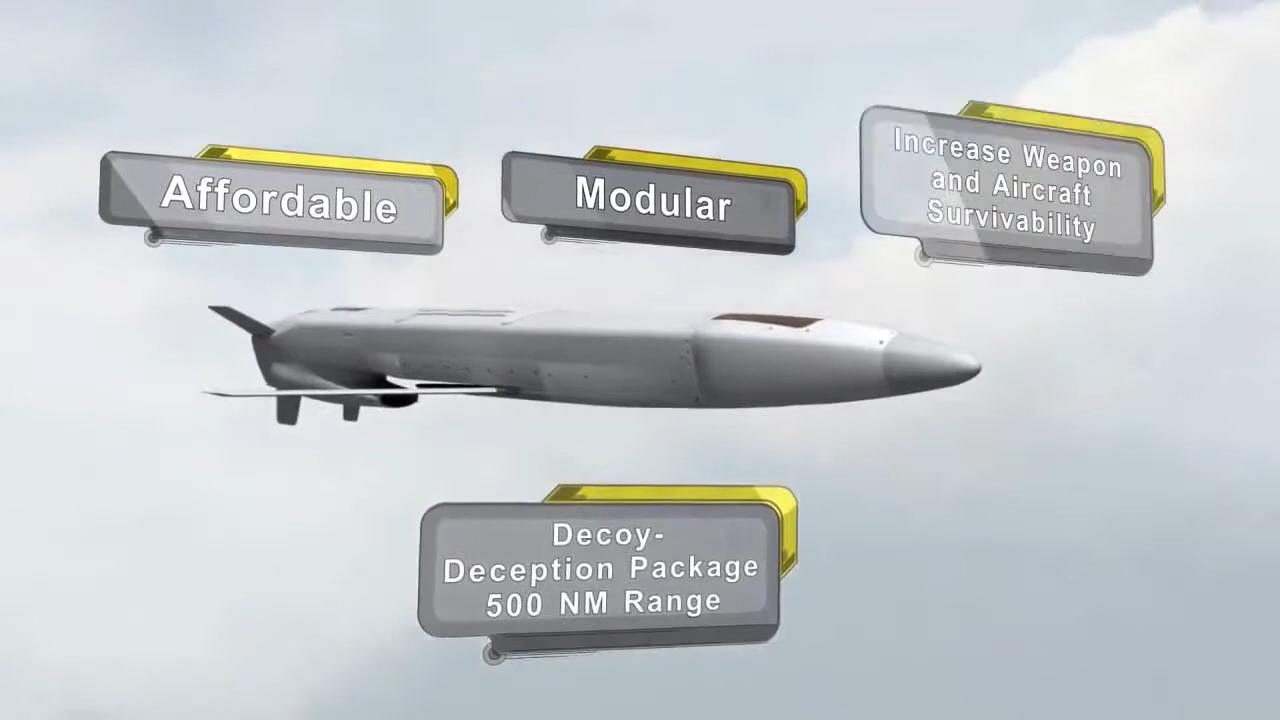 Affordable
Modular
Increase Weapon
and Aircraft
Survivability
Decoy-
Deception Package
500 NM Range